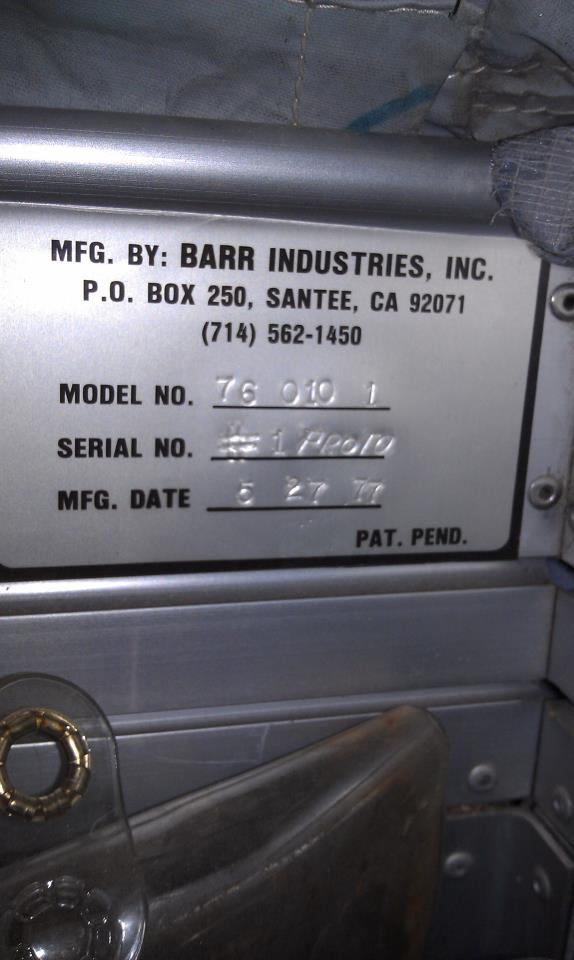 MFG. BY: BARR INDUSTRIES, INC.
P.O. BOX 250, SANTEE, CA 92071
(714) 562-1450
MODEL NO. 76 010 1
SERIAL NO. #1 PROTO
MFG. DATE 5 27 77
PAT. PEND.